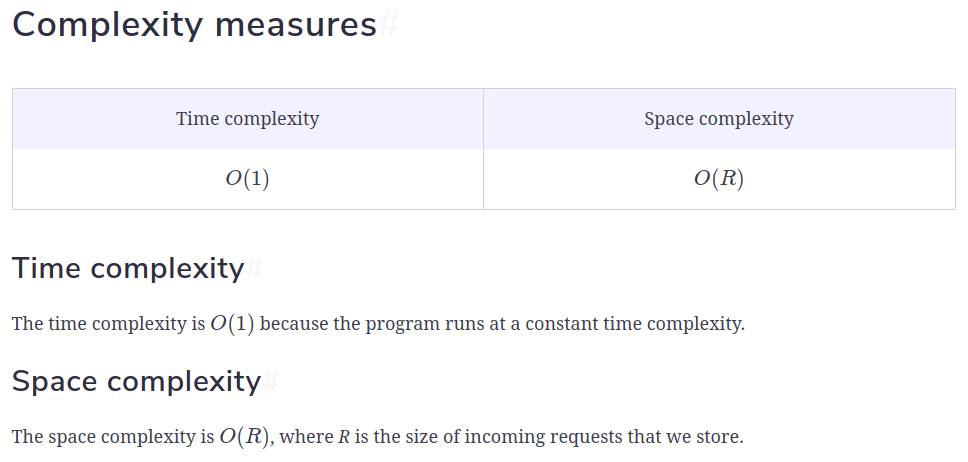 Complexity measures#
Time complexity
Space complexity
O(1)
O(R)
Time complexity#
The time complexity is O(1) because the program runs at a constant time complexity.
Space complexity#
The space complexity is O(R), where R is the size of incoming requests that we store.